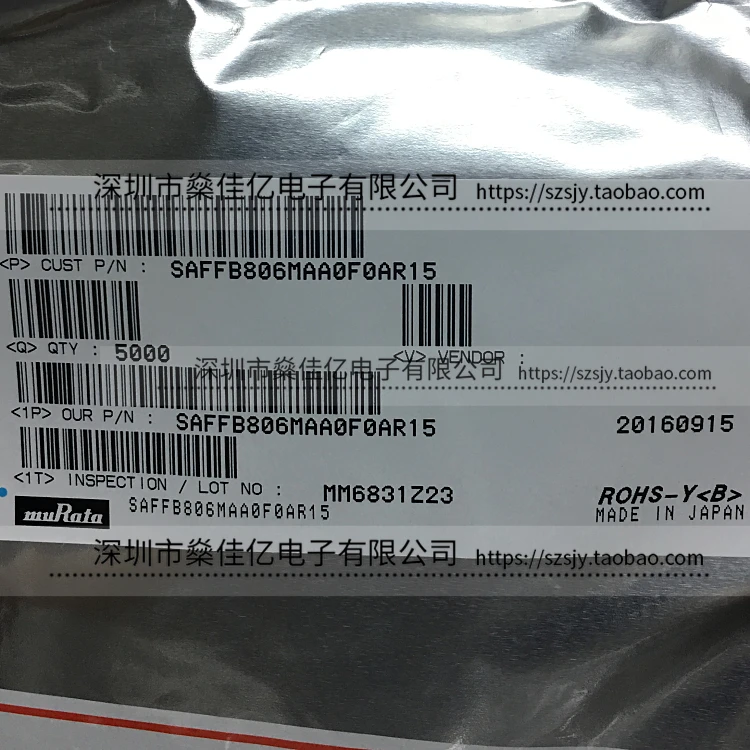 深圳市燊佳亿电子有限公司 https://szsjy.taobao.com
<P> CUST P/N : SAFFB806MAA0F0AR15
<Q> QTY : 5000 <V> VENDOR :
深圳市燊佳亿电子有限公司 https://szsjy.taobao.com
<1P> OUR P/N : SAFFB806MAA0F0AR15 20160915
<1T> INSPECTION / LOT NO : MM6831Z23 ROHS-Y<B>
muRata SAFFB806MAA0F0AR15 MADE IN JAPAN
深圳市燊佳亿电子有限公司 https://szsjy.taobao.com